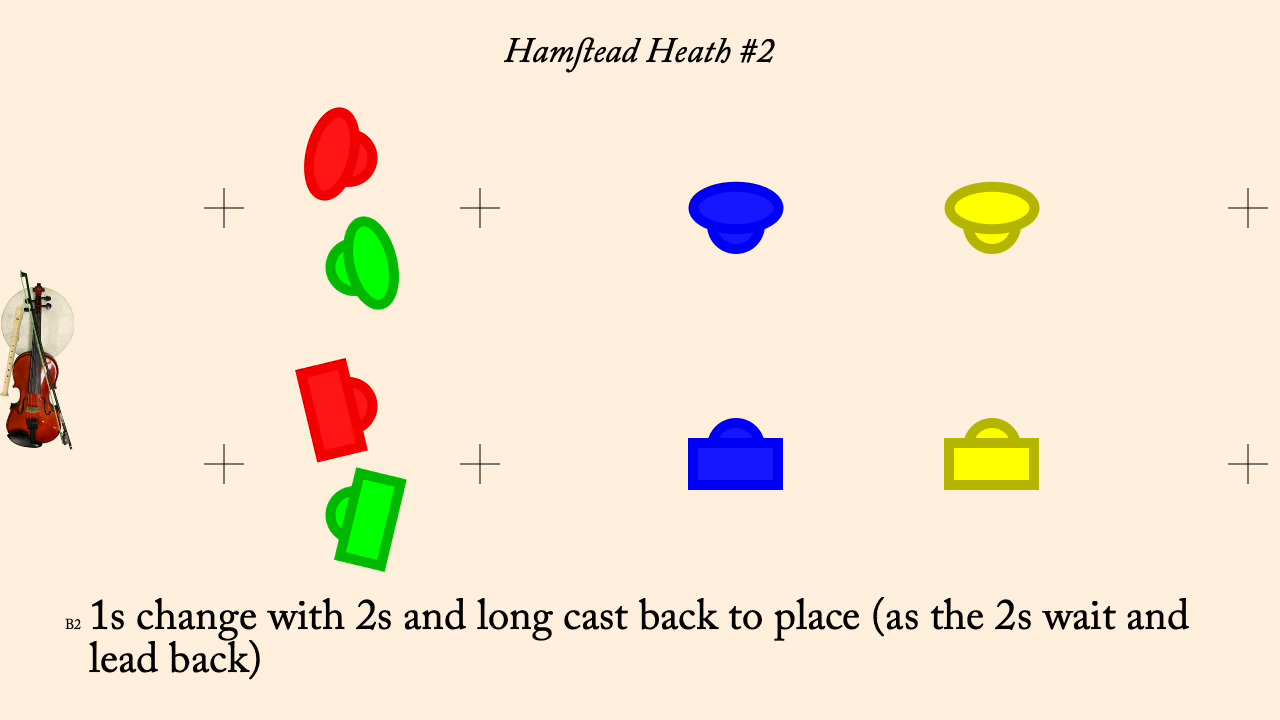 Hamſtead Heath #2
B2 1s change with 2s and long cast back to place (as the 2s wait and
lead back)